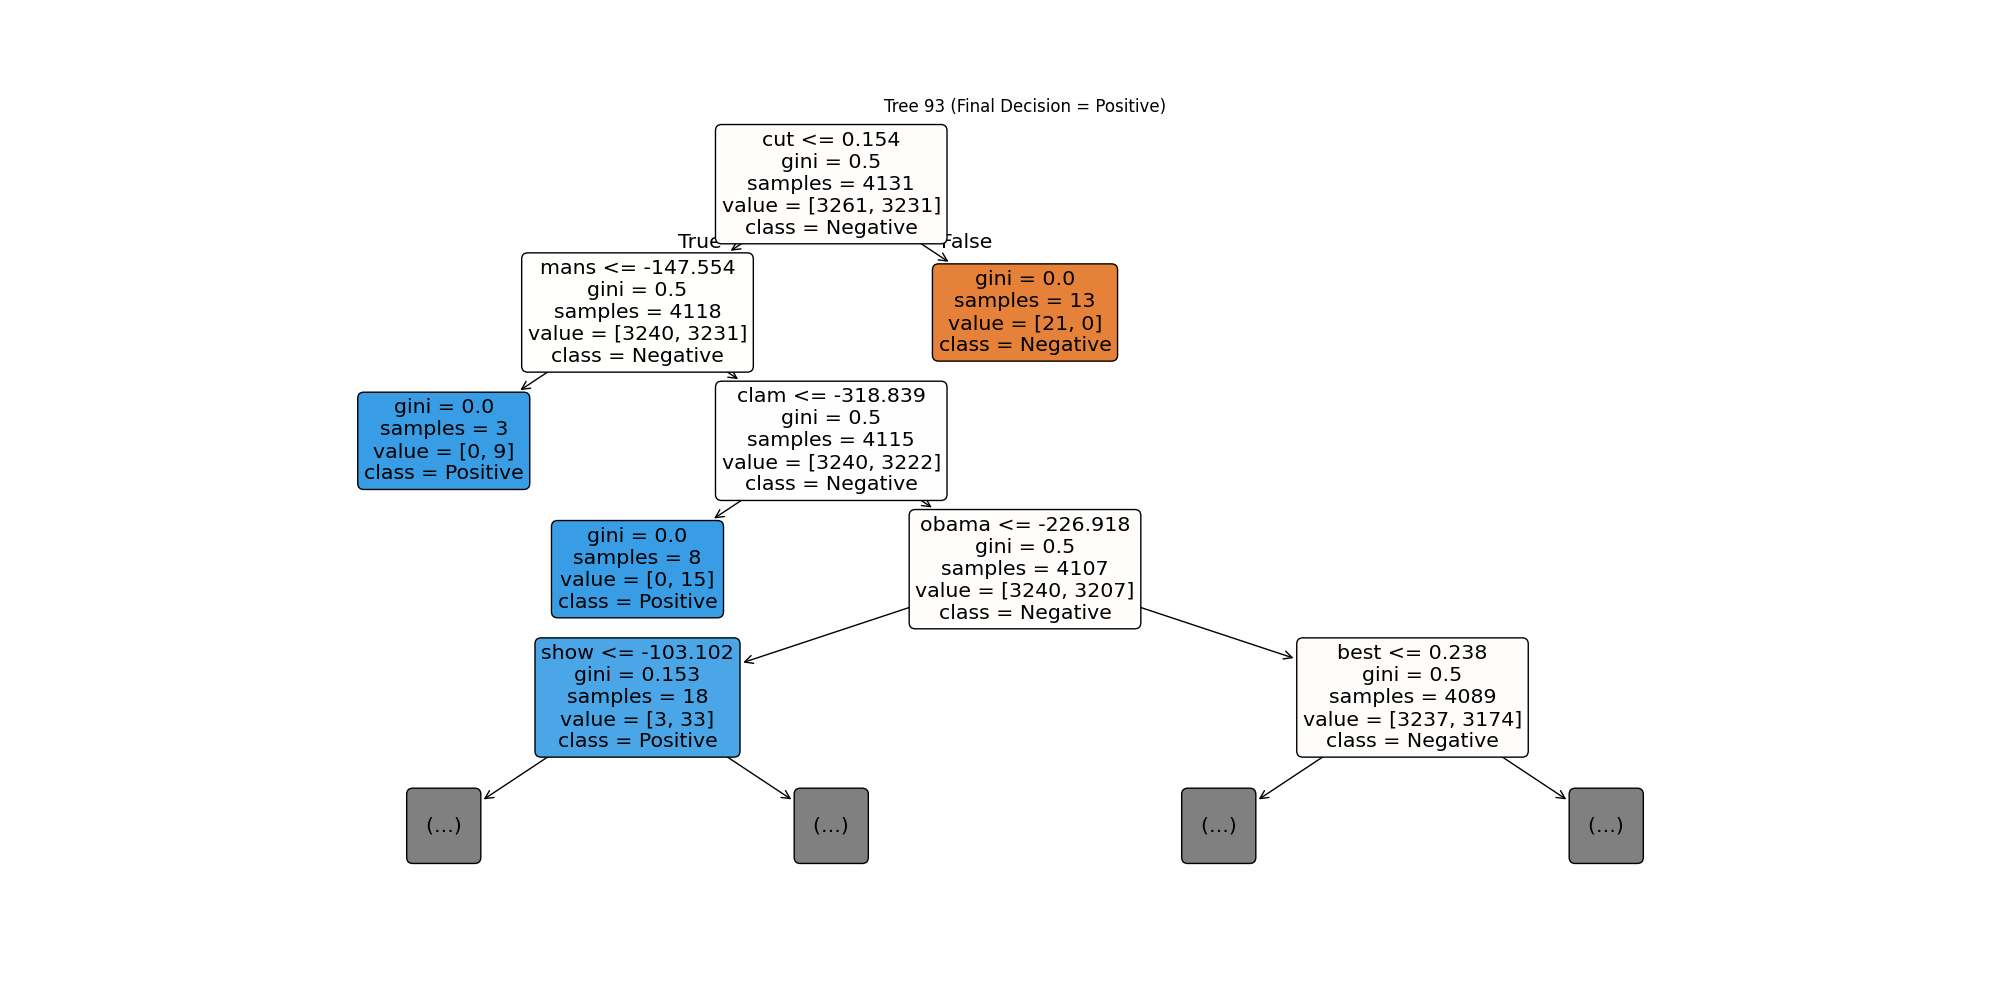 Tree 93 (Final Decision = Positive)
cut <= 0.154
gini = 0.5
samples = 4131
value = [3261, 3231]
class = Negative
True
False
mans <= -147.554
gini = 0.5
samples = 4118
value = [3240, 3231]
class = Negative
gini = 0.0
samples = 13
value = [21, 0]
class = Negative
gini = 0.0
samples = 3
value = [0, 9]
class = Positive
clam <= -318.839
gini = 0.5
samples = 4115
value = [3240, 3222]
class = Negative
gini = 0.0
samples = 8
value = [0, 15]
class = Positive
obama <= -226.918
gini = 0.5
samples = 4107
value = [3240, 3207]
class = Negative
show <= -103.102
gini = 0.153
samples = 18
value = [3, 33]
class = Positive
best <= 0.238
gini = 0.5
samples = 4089
value = [3237, 3174]
class = Negative
(...)
(...)
(...)
(...)